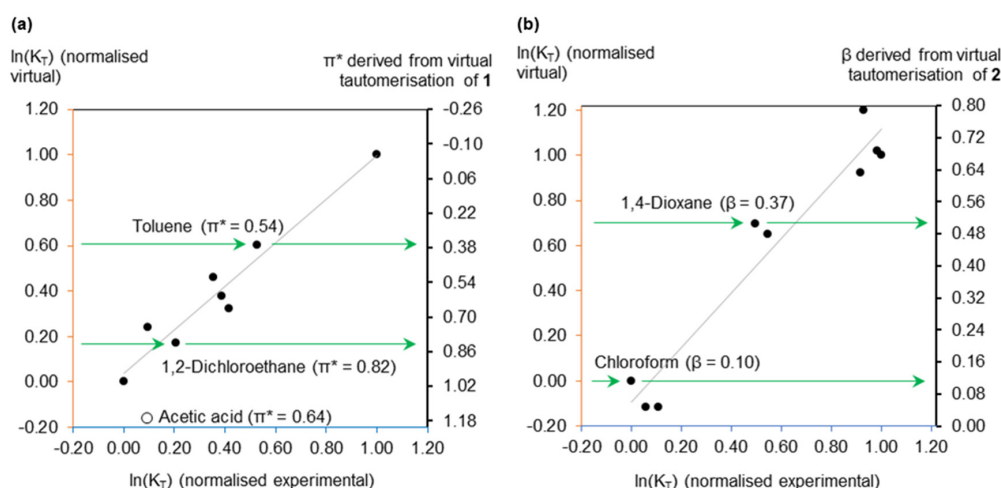 (a)
ln(K_T) (normalised
virtual)
π* derived from virtual
tautomerisation of 1
1.20
1.00
0.80
0.60
0.40
0.20
0.00
-0.20
-0.26
-0.10
0.06
0.22
0.38
0.54
0.70
0.86
1.02
1.18
Toluene (π* = 0.54)
1,2-Dichloroethane (π* = 0.82)
Acetic acid (π* = 0.64)
-0.20 0.00 0.20 0.40 0.60 0.80 1.00 1.20
ln(K_T) (normalised experimental)
(b)
ln(K_T) (normalised
virtual)
β derived from virtual
tautomerisation of 2
1.20
1.00
0.80
0.60
0.40
0.20
0.00
-0.20
0.80
0.72
0.64
0.56
0.48
0.40
0.32
0.24
0.16
0.08
0.00
1,4-Dioxane (β = 0.37)
Chloroform (β = 0.10)
-0.20 0.00 0.20 0.40 0.60 0.80 1.00 1.20
ln(K_T) (normalised experimental)